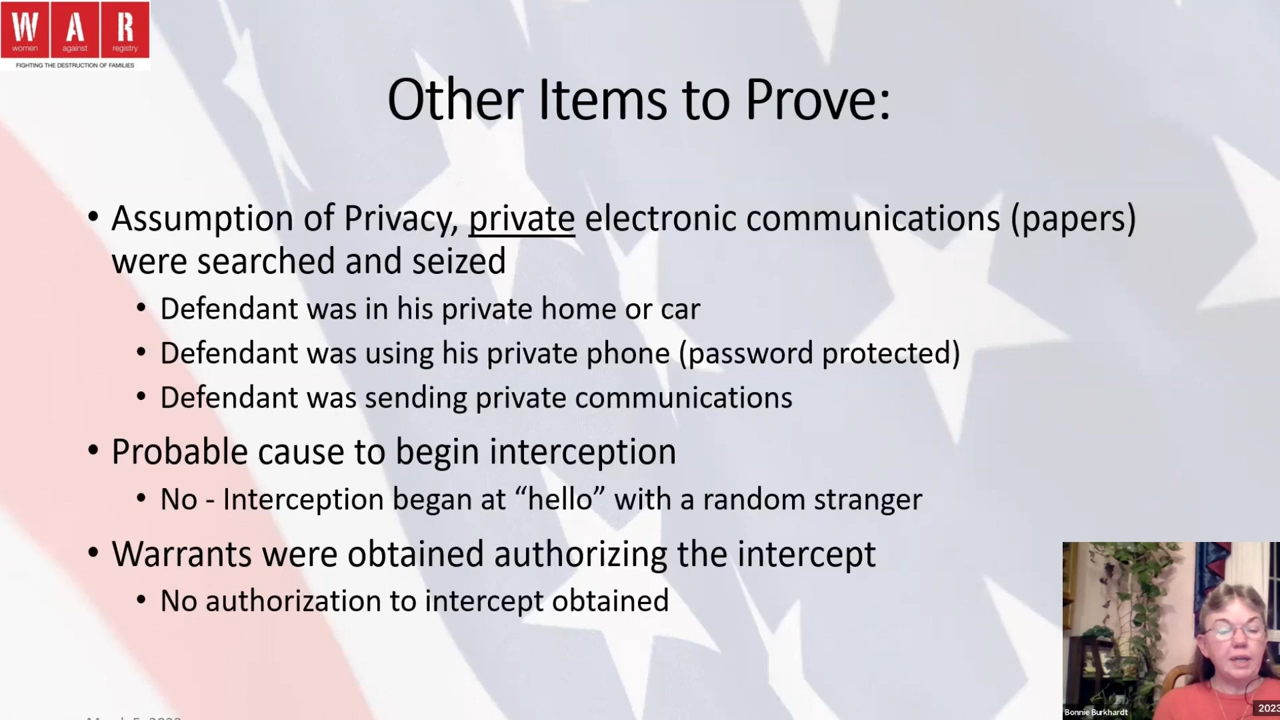 W A R
women against registry
FIGHTING THE DESTRUCTION OF FAMILIES
Other Items to Prove:
• Assumption of Privacy, private electronic communications (papers)
were searched and seized
• Defendant was in his private home or car
• Defendant was using his private phone (password protected)
• Defendant was sending private communications
• Probable cause to begin interception
• No - Interception began at “hello” with a random stranger
• Warrants were obtained authorizing the intercept
• No authorization to intercept obtained
Bonnie Burkhardt
2023